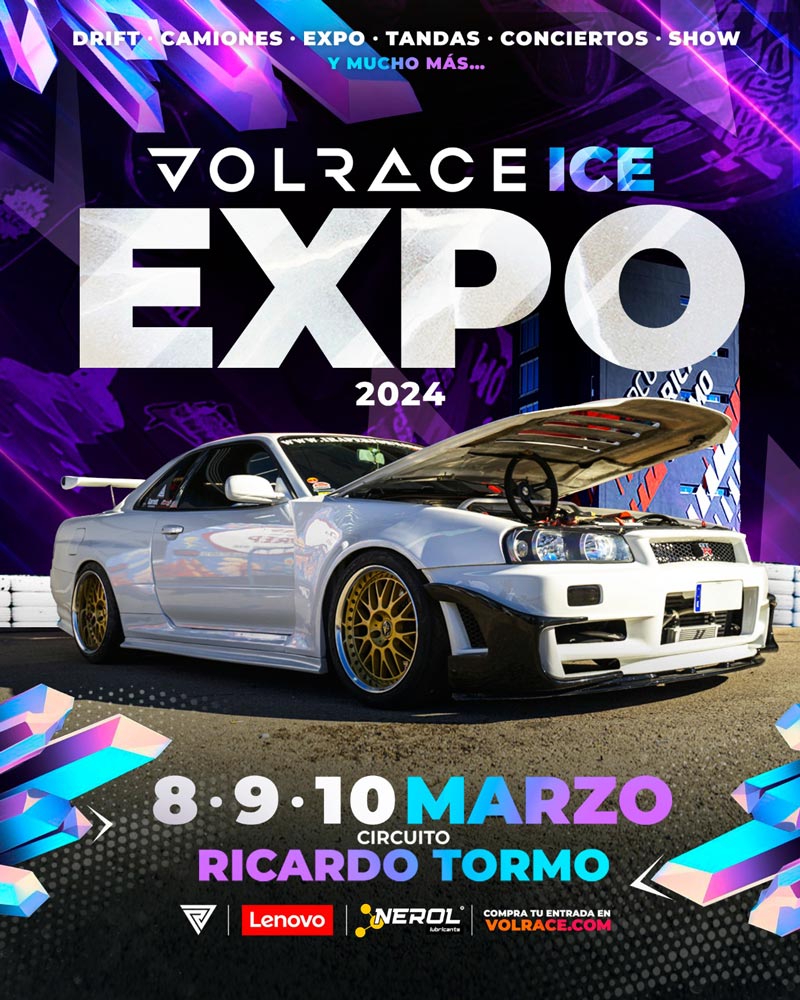 DRIFT · CAMIONES · EXPO · TANDAS · CONCIERTOS · SHOW
Y MUCHO MÁS...
VOLRACE ICE
EXPO
2024
8·9·10 MARZO
CIRCUITO
RICARDO TORMO
Lenovo
NEROL
lubricants
COMPRA TU ENTRADA EN
VOLRACE.COM